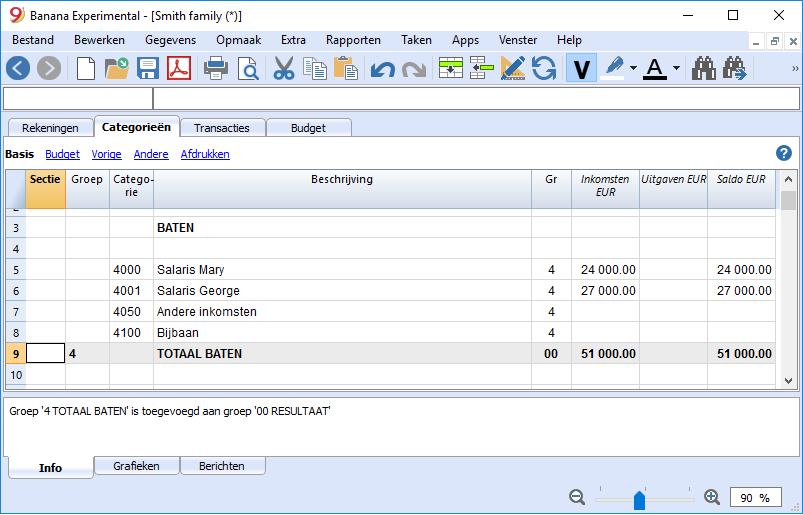 Banana Experimental - [Smith family (*)]
Bestand Bewerken Gegevens Opmaak Extra Rapporten Taken Apps Venster Help
V A »
Rekeningen Categorieën Transacties Budget
Basis Budget Vorige Andere Afdrukken
Sectie Groep Catego- Beschrijving Gr Inkomsten Uitgaven EUR Saldo EUR
rie EUR
3 BATEN
4
5 4000 Salaris Mary 4 24 000.00 24 000.00
6 4001 Salaris George 4 27 000.00 27 000.00
7 4050 Andere inkomsten 4
8 4100 Bijbaan 4
9 4 TOTAAL BATEN 00 51 000.00 51 000.00
10
Groep '4 TOTAAL BATEN' is toegevoegd aan groep '00 RESULTAAT'
Info Grafieken Berichten
90 %